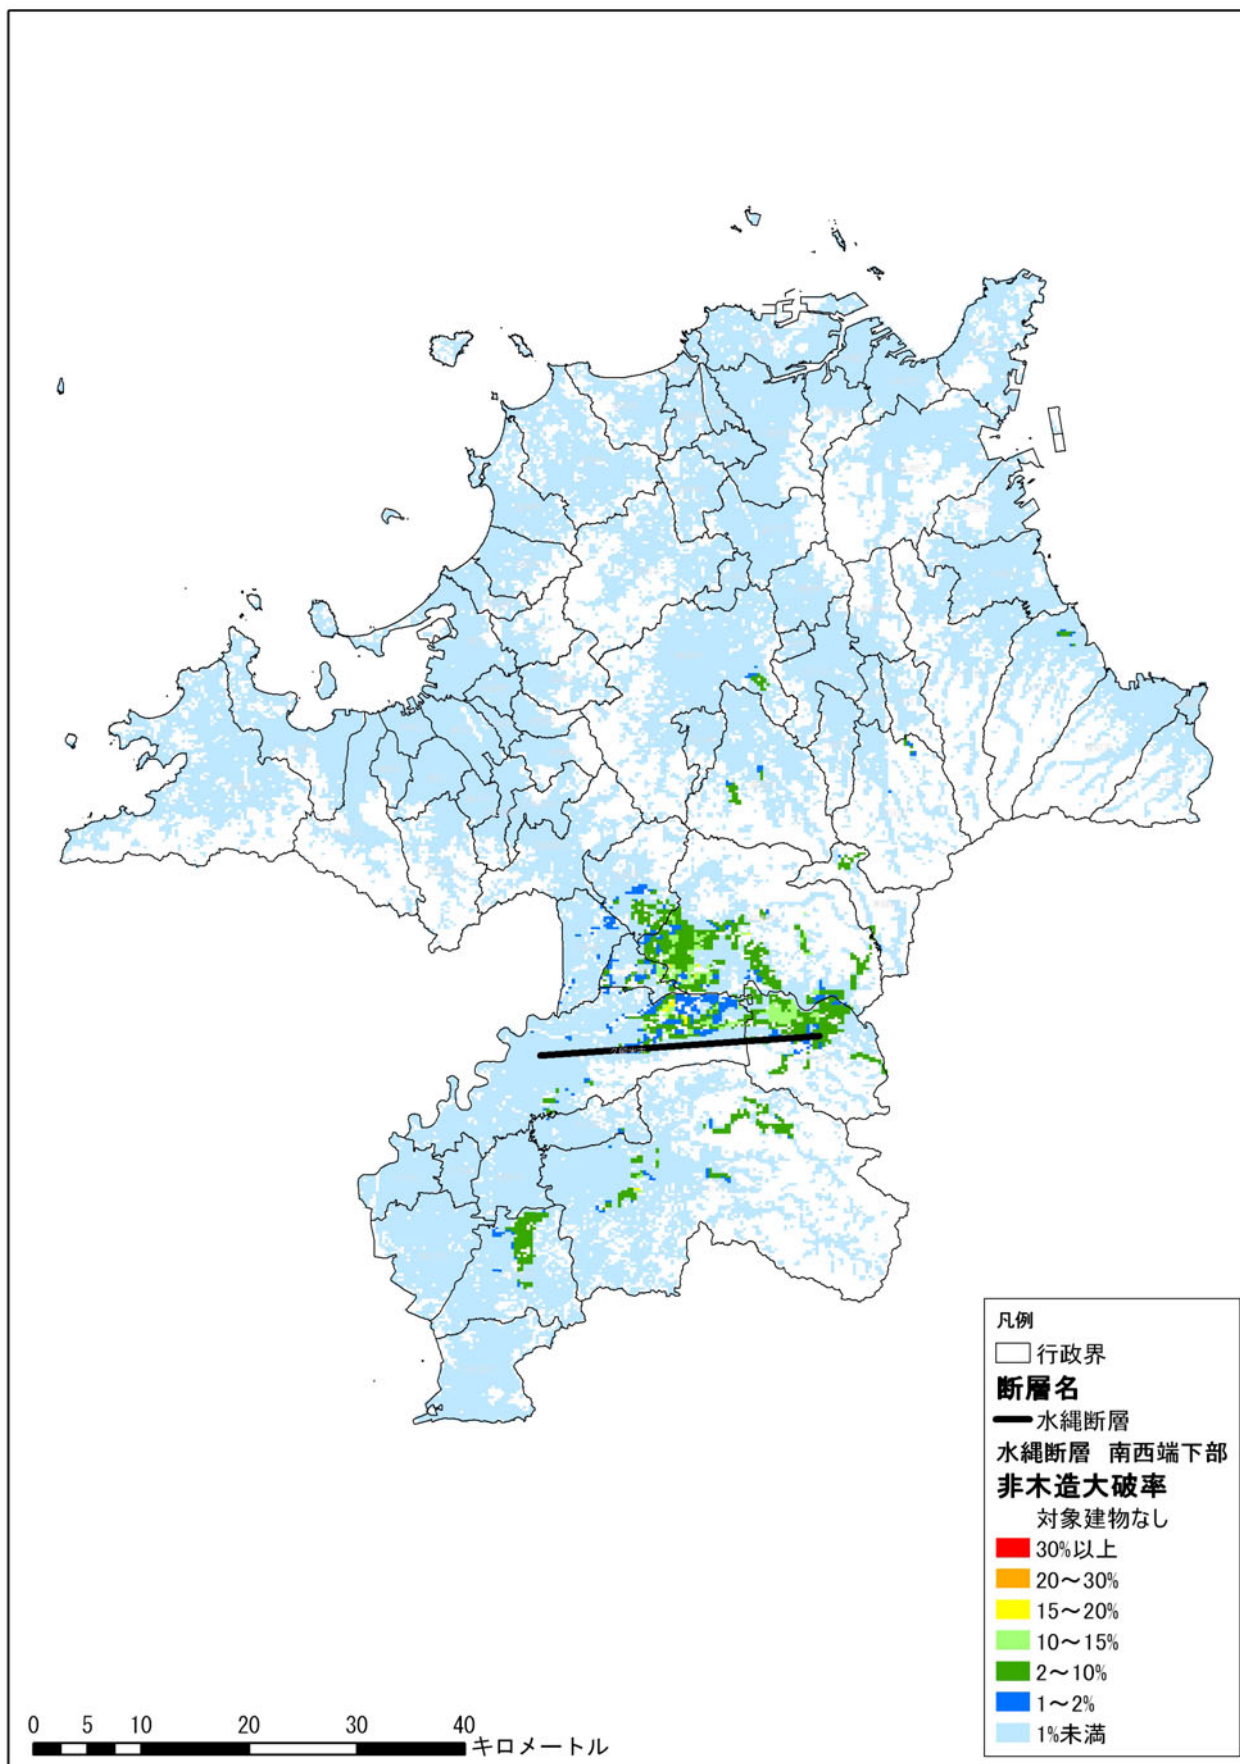 凡例
行政界
断層名
水縄断層
水縄断層 南西端下部
非木造大破率
対象建物なし
30%以上
20～30%
15～20%
10～15%
2～10%
1～2%
1%未満
0 5 10 20 30 40
キロメートル